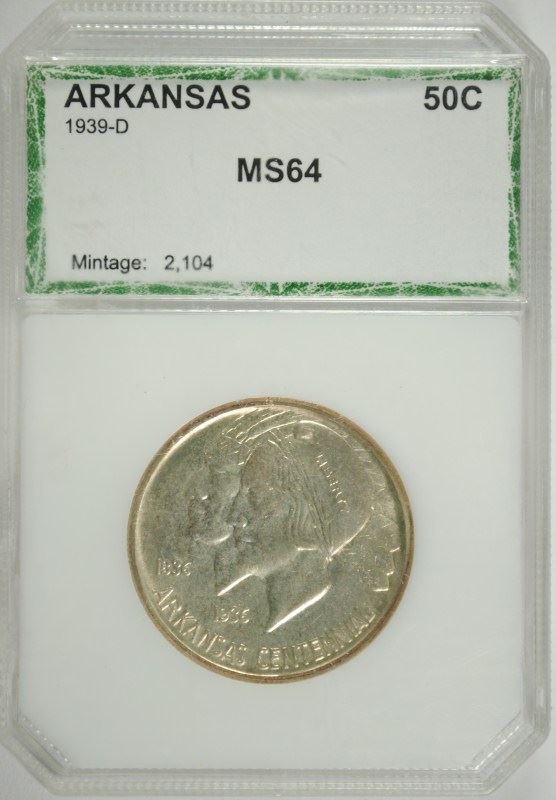 ARKANSAS 50C
1939-D
MS64
Mintage: 2,104
LIBERTY
1836
1936
ARKANSAS CENTENNIAL